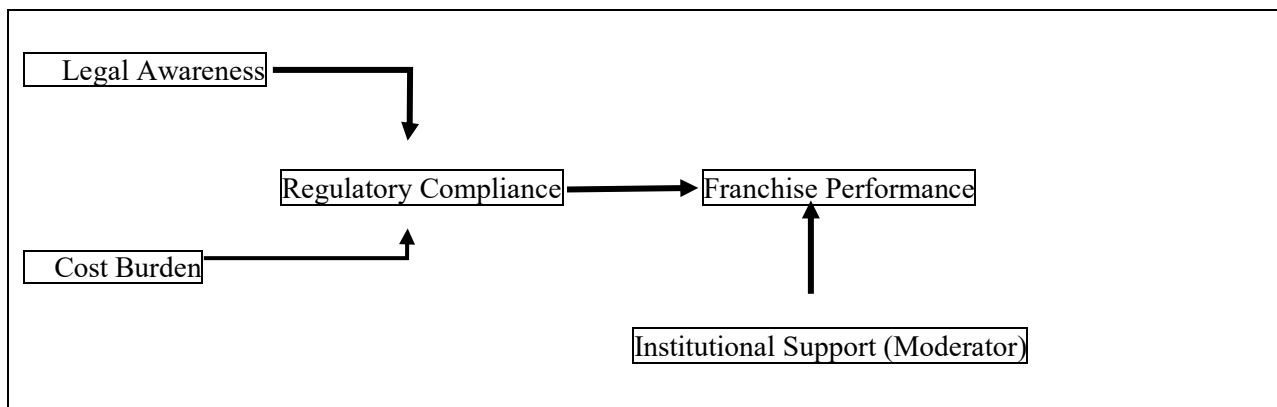 Legal Awareness
Regulatory Compliance
Franchise Performance
Cost Burden
Institutional Support (Moderator)